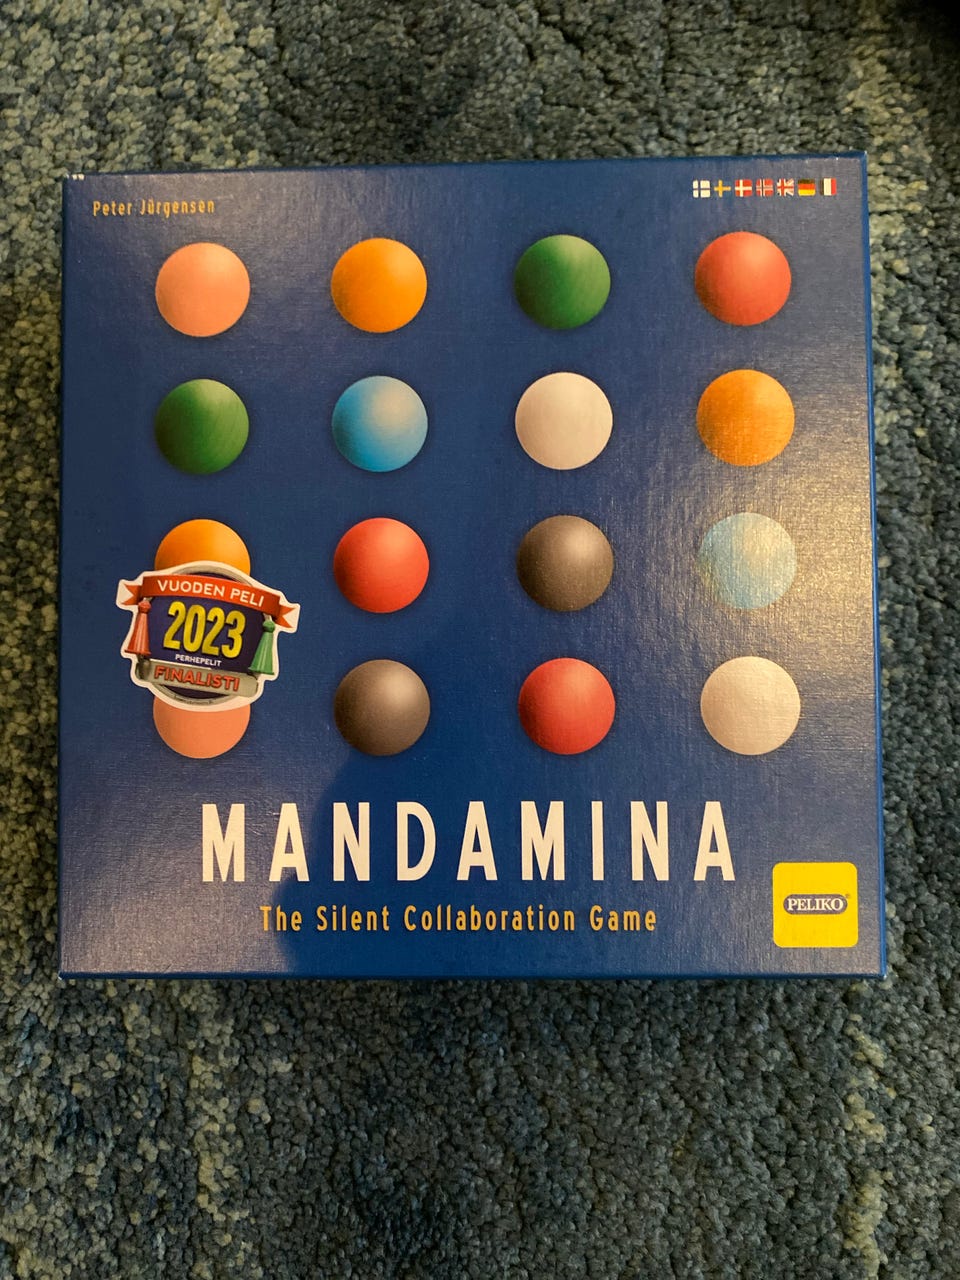 Peter Jürgensen
VUODEN PELI
2023
PERHEPELIT
FINALISTI
MANDAMINA
The Silent Collaboration Game
PELIKO®